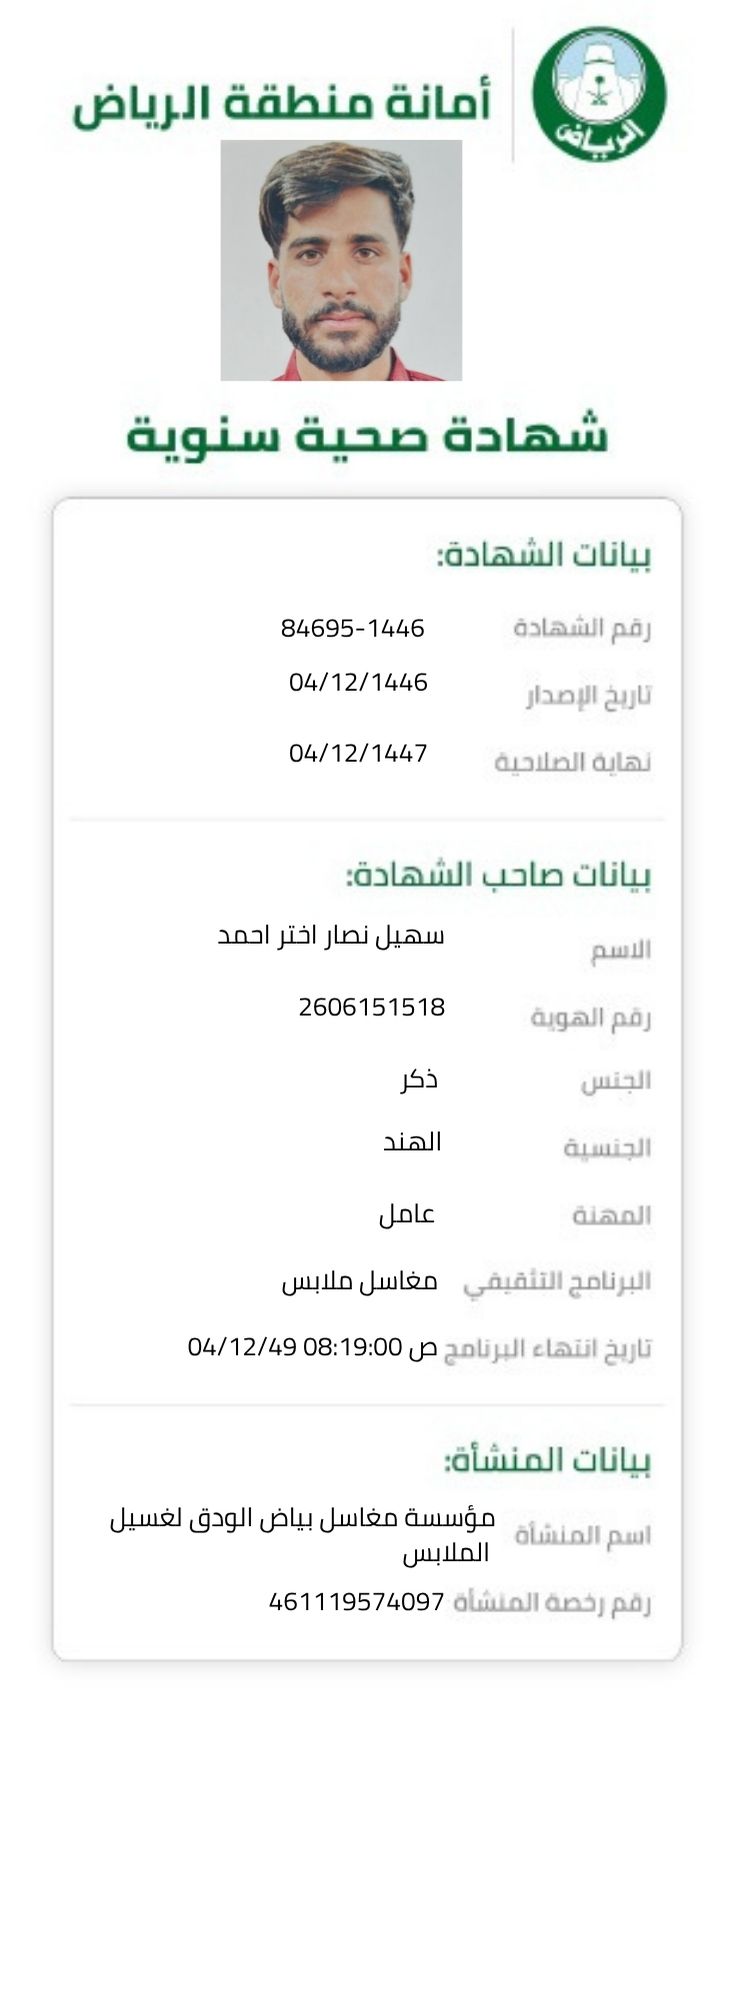 أمانة منطقة الرياض
الرياض
شهادة صحية سنوية
بيانات الشهادة:
رقم الشهادة 84695-1446
تاريخ الإصدار 04/12/1446
نهاية الصلاحية 04/12/1447
بيانات صاحب الشهادة:
الاسم سهيل نصار اختر احمد
رقم الهوية 2606151518
الجنس ذكر
الجنسية الهند
المهنة عامل
البرنامج التثقيفي مغاسل ملابس
تاريخ انتهاء البرنامج ص 08:19:00 04/12/49
بيانات المنشأة:
اسم المنشأة مؤسسة مغاسل بياض الودق لغسيل
الملابس
رقم رخصة المنشأة 461119574097